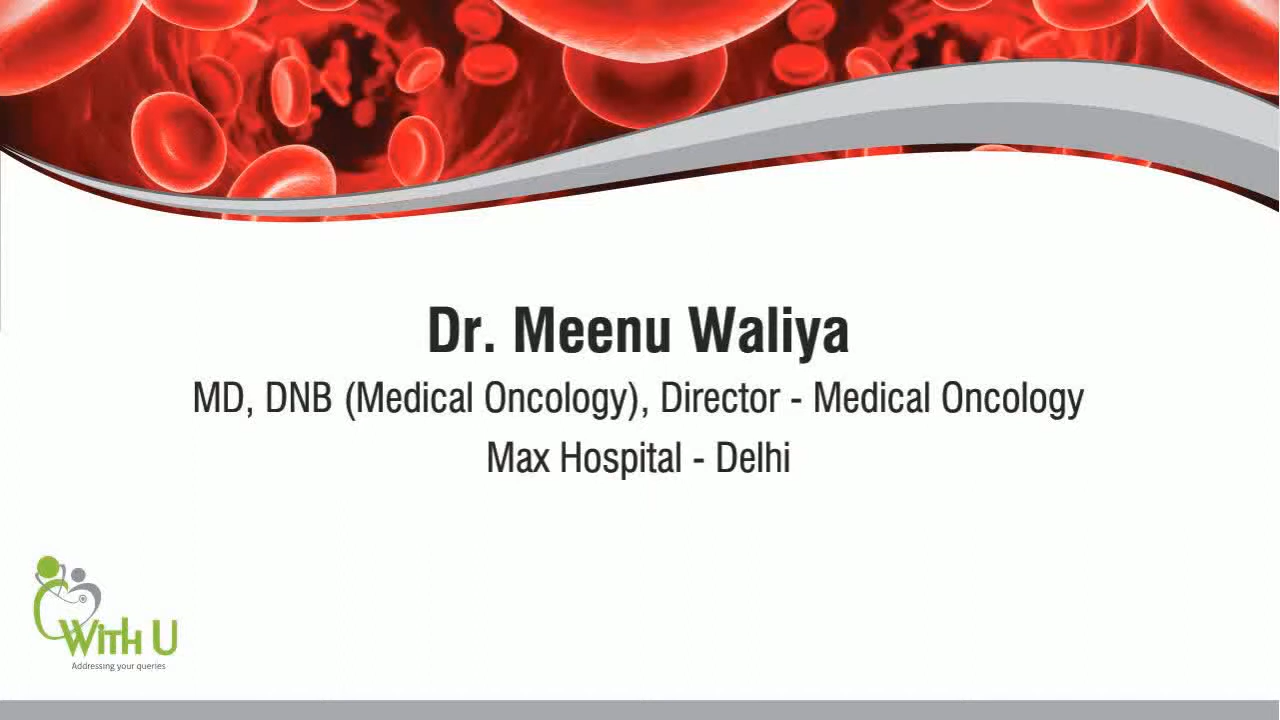 Dr. Meenu Waliya
MD, DNB (Medical Oncology), Director - Medical Oncology
Max Hospital - Delhi
With U
Addressing your queries